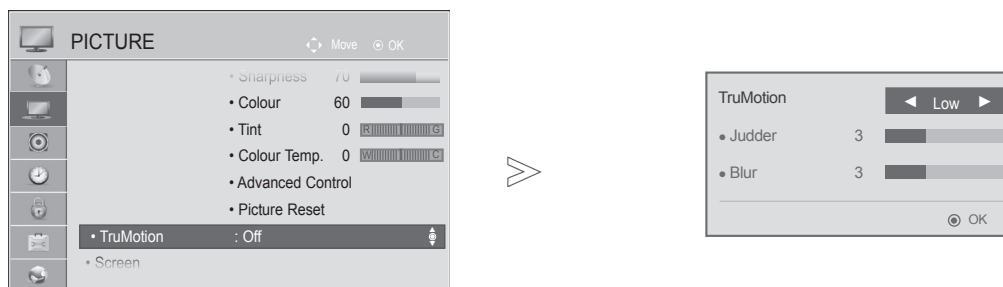 PICTURE Move OK
• Sharpness 70
• Colour 60
• Tint 0 R G
• Colour Temp. 0 W C
• Advanced Control
• Picture Reset
• TruMotion : Off
• Screen
TruMotion ◄ Low ►
• Judder 3
• Blur 3
OK